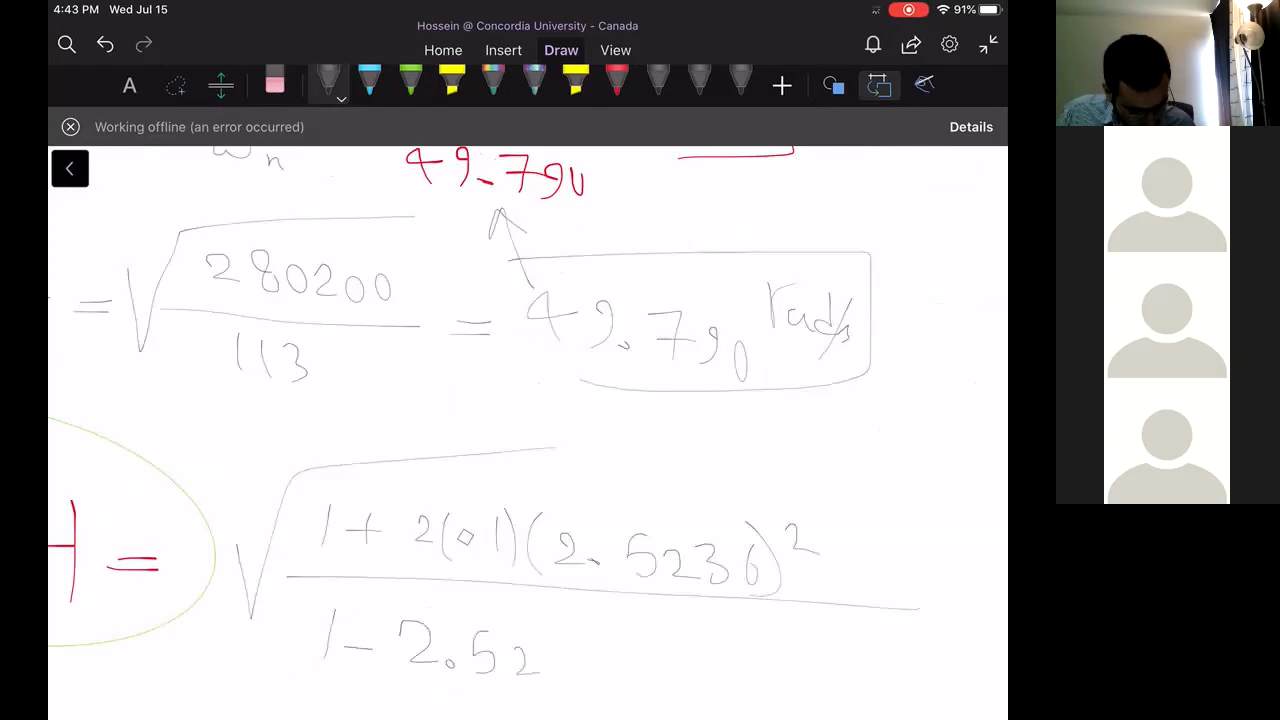 4:43 PM Wed Jul 15
91%
Hossein @ Concordia University - Canada
Home Insert Draw View
A
Working offline (an error occurred) Details
ωn 49.790
= √(280200 / 113) = 49.790 rad/s
= √(1 + 2(0.1)(2.5236)² / 1 - 2.52